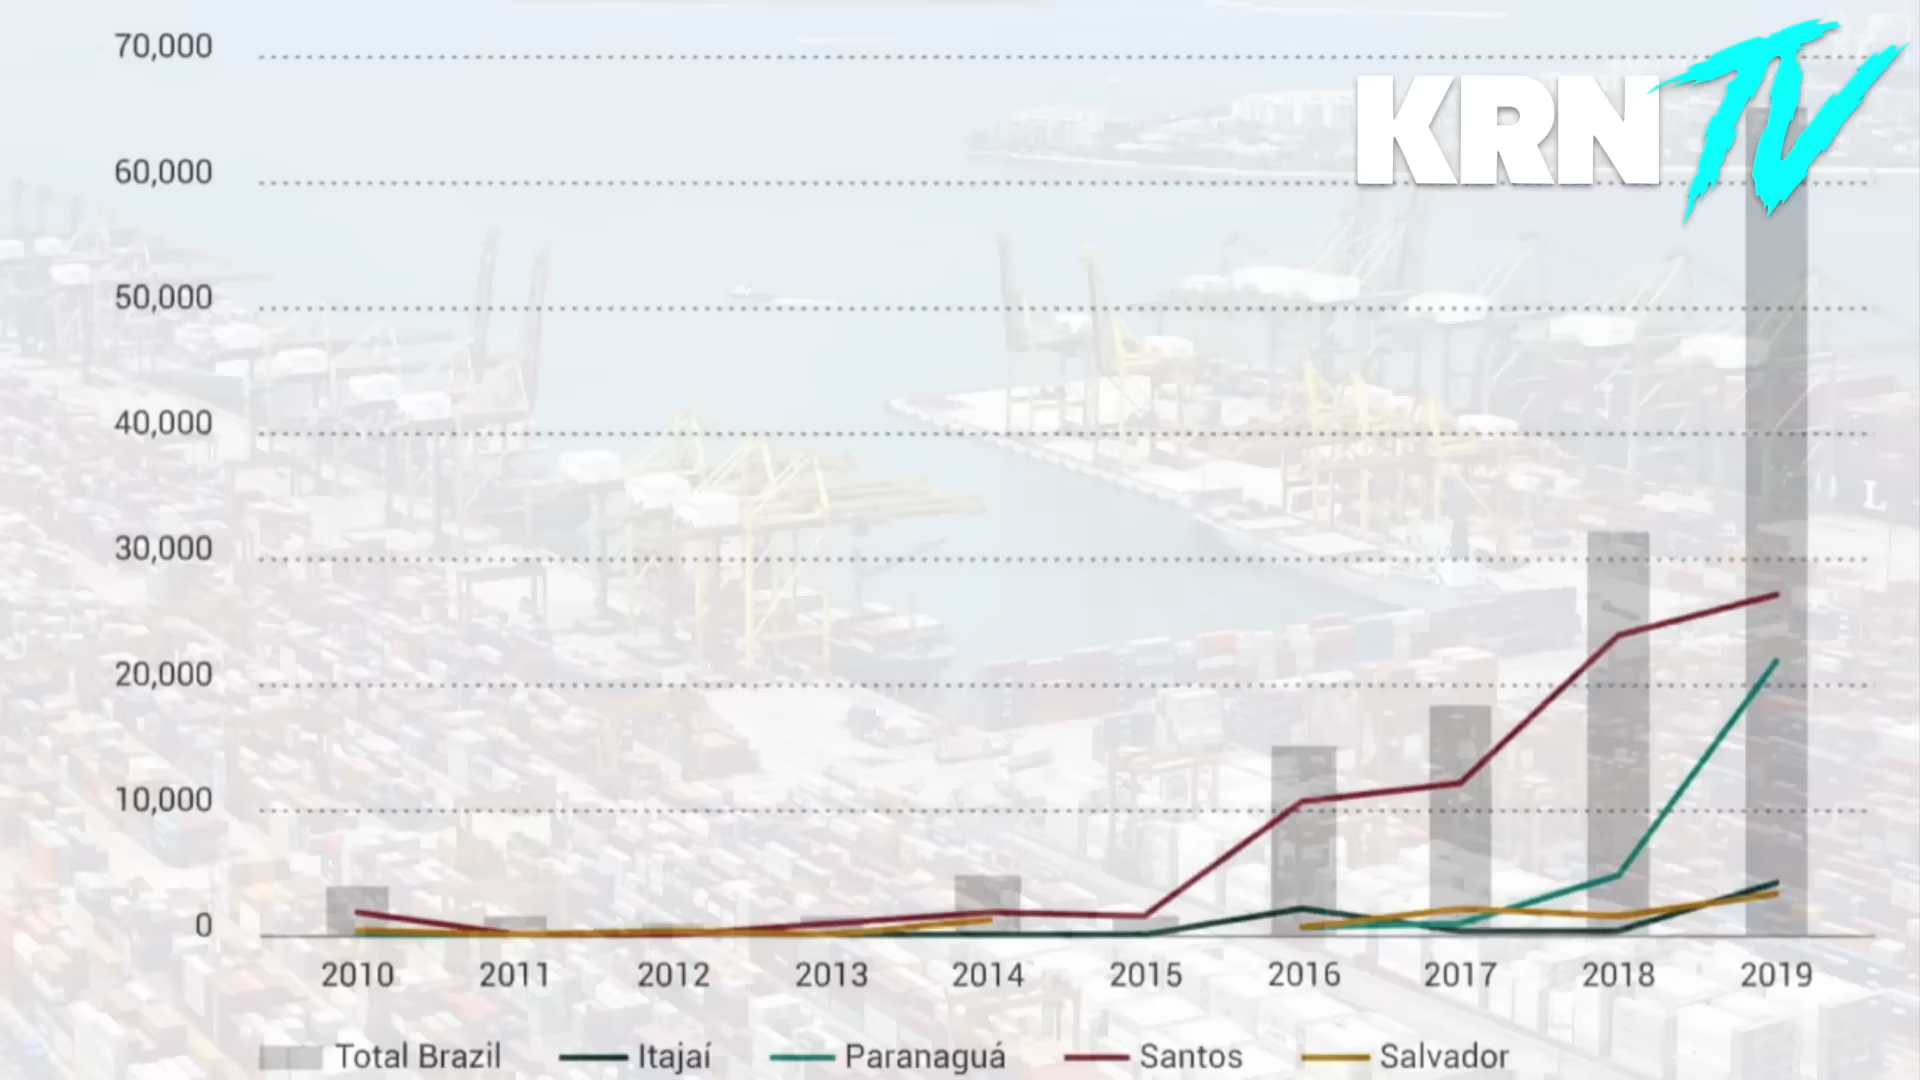 70,000
KRN TV
60,000
50,000
40,000
30,000
20,000
10,000
0
2010 2011 2012 2013 2014 2015 2016 2017 2018 2019
Total Brazil Itajaí Paranaguá Santos Salvador